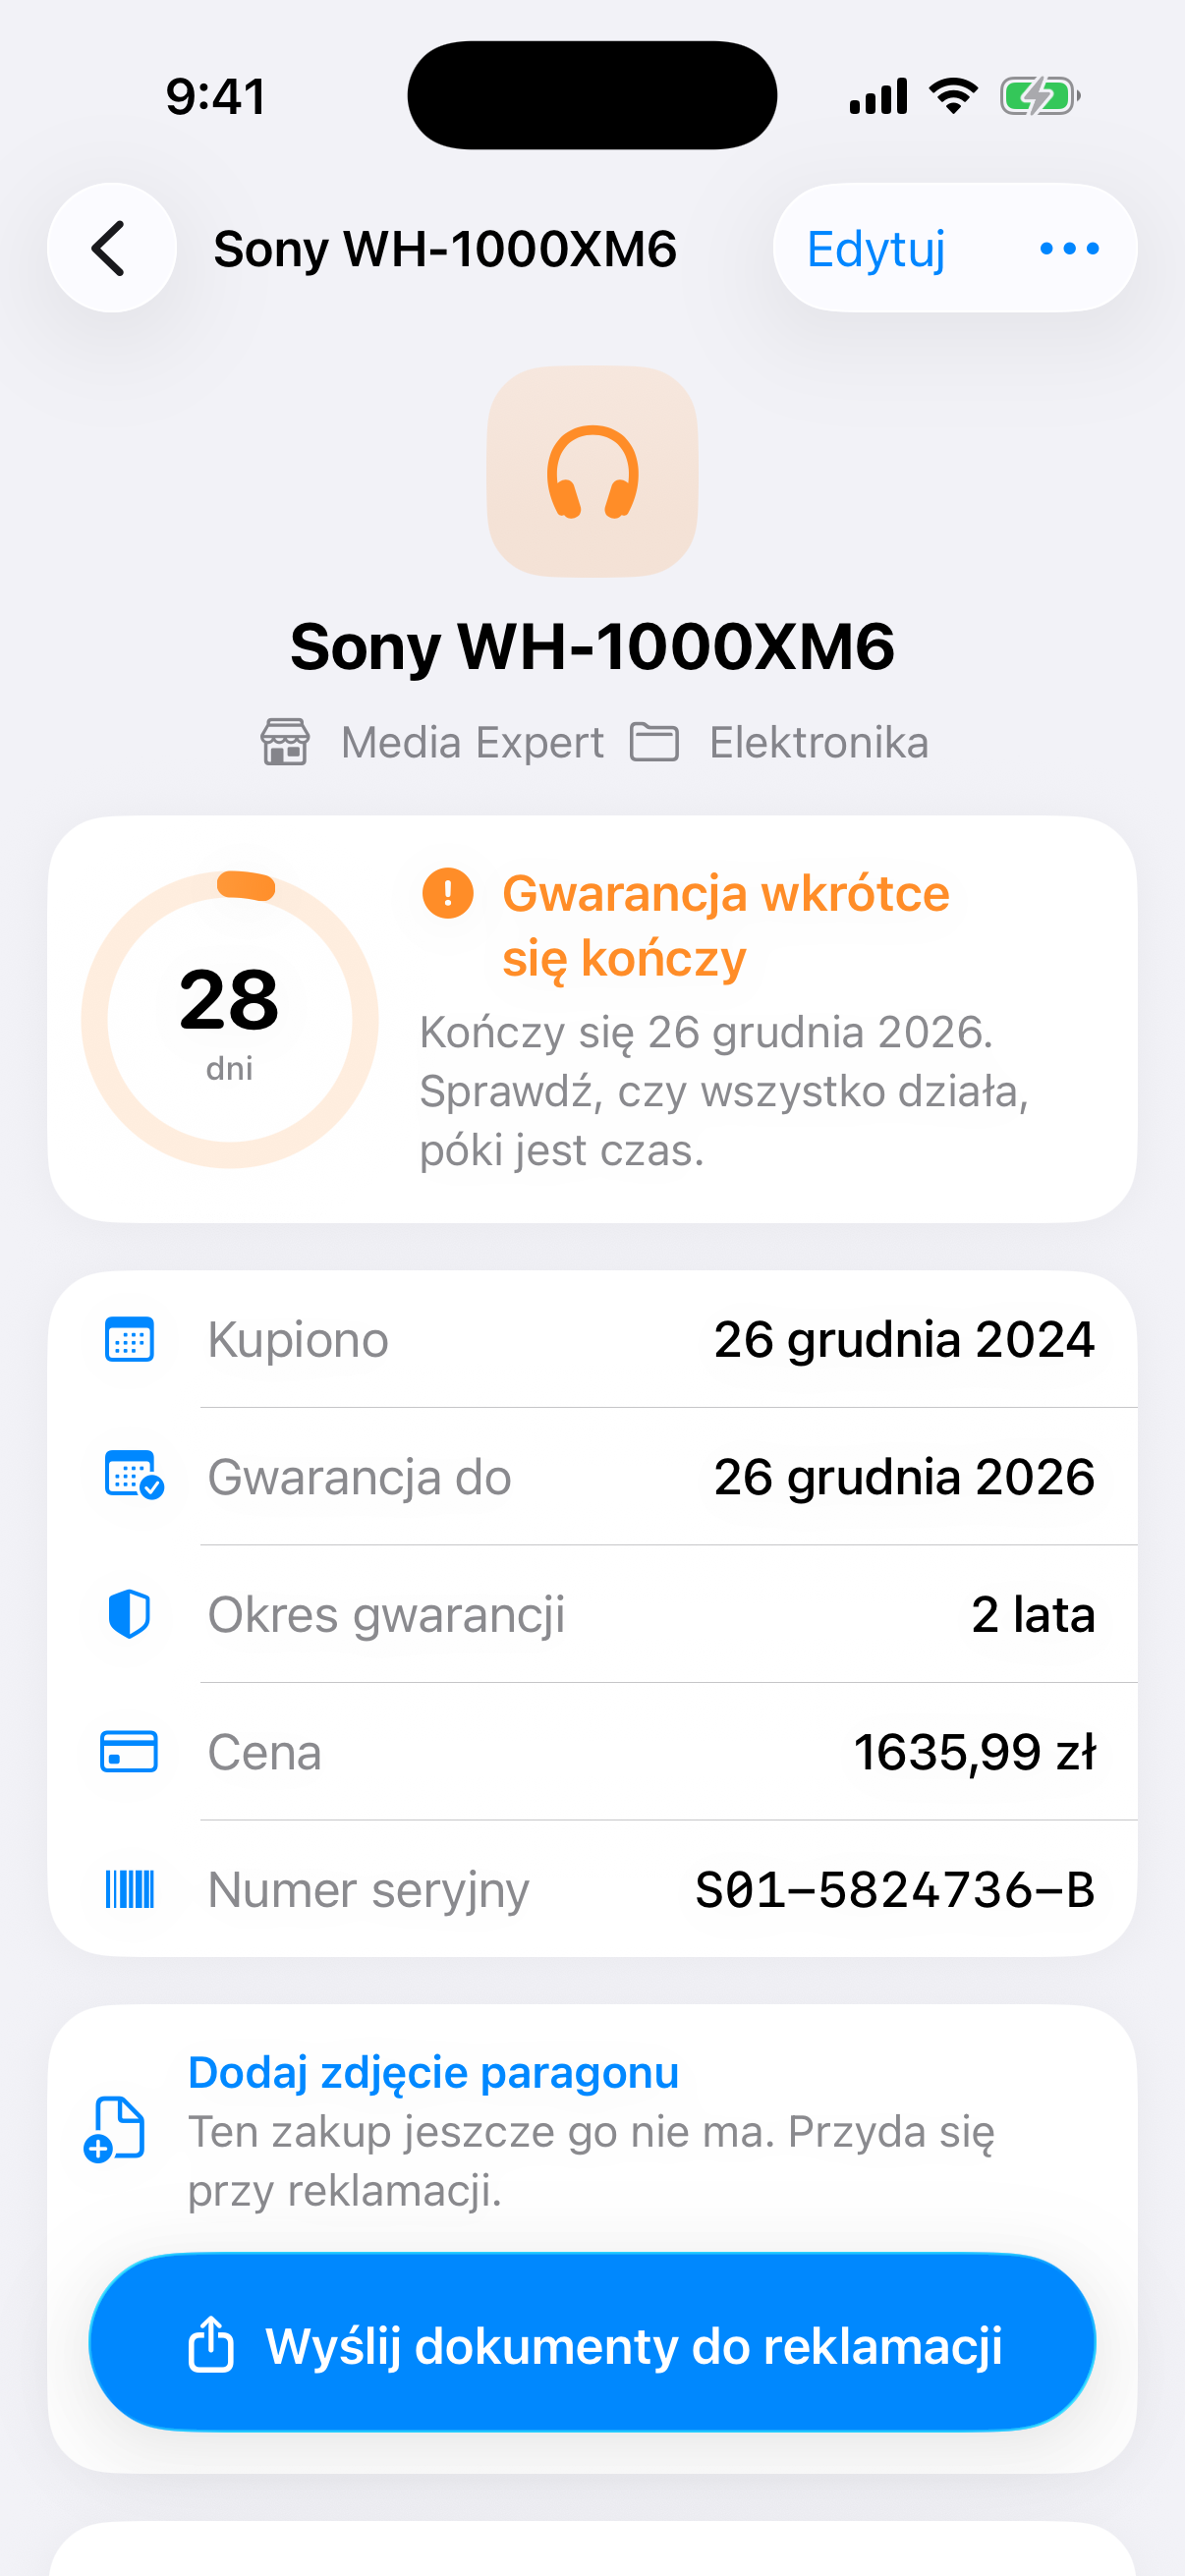 9:41
Sony WH-1000XM6
Edytuj
Sony WH-1000XM6
Media Expert Elektronika
28
dni
Gwarancja wkrótce
się kończy
Kończy się 26 grudnia 2026.
Sprawdź, czy wszystko działa,
póki jest czas.
Kupiono 26 grudnia 2024
Gwarancja do 26 grudnia 2026
Okres gwarancji 2 lata
Cena 1635,99 zł
Numer seryjny S01-5824736-B
Dodaj zdjęcie paragonu
Ten zakup jeszcze go nie ma. Przyda się
przy reklamacji.
Wyślij dokumenty do reklamacji